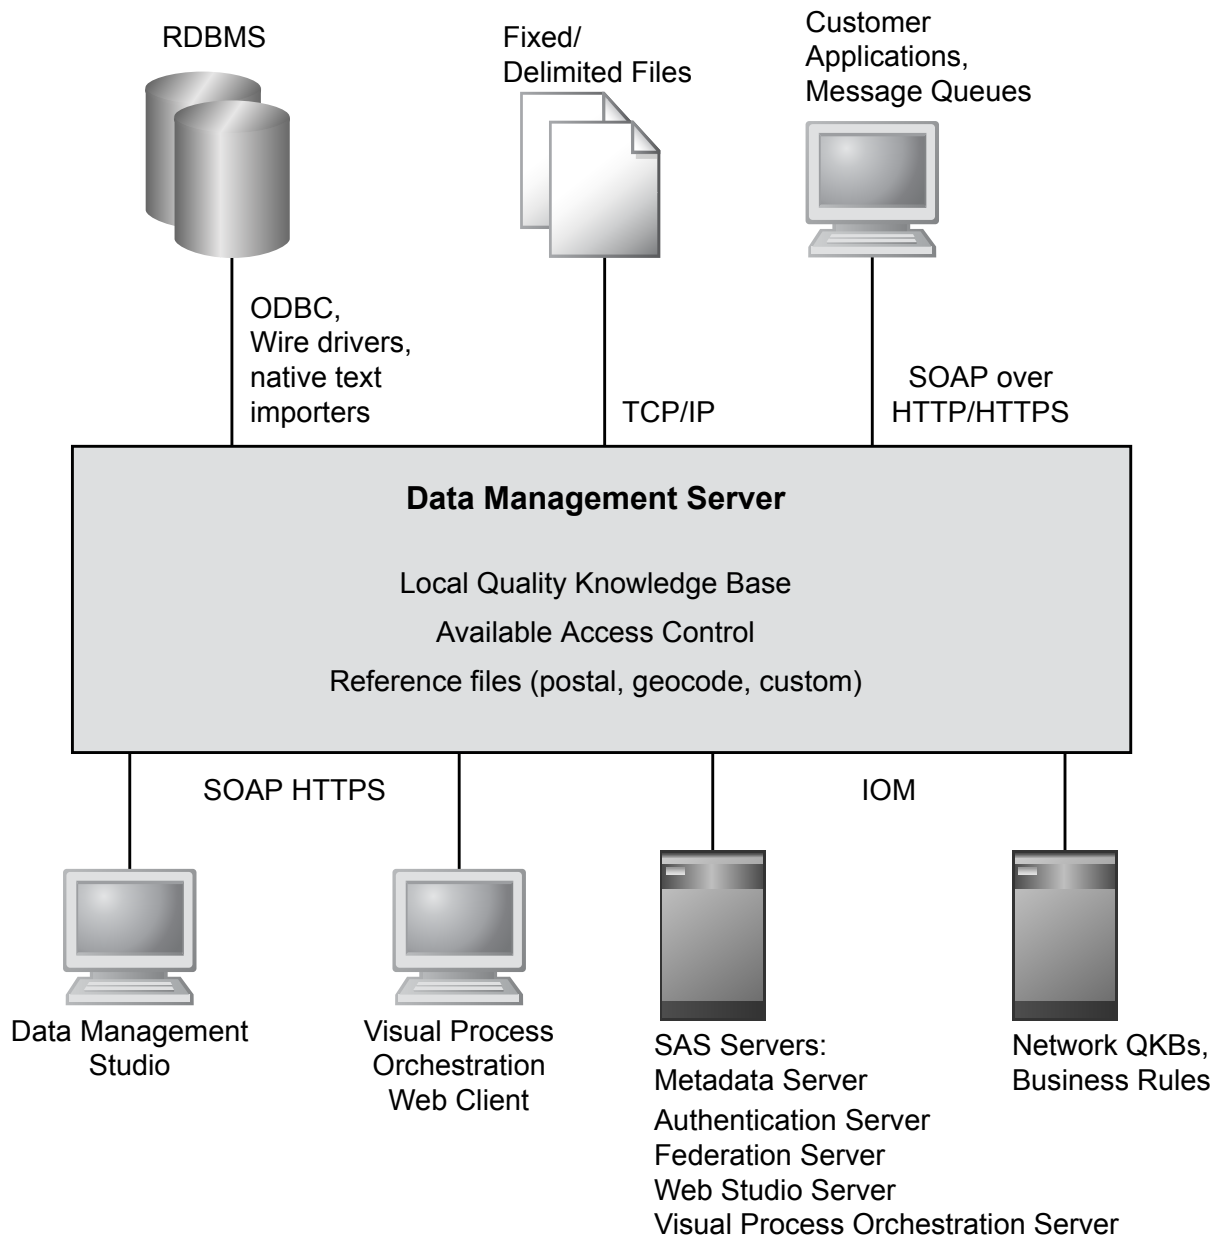 RDBMS
Fixed/
Delimited Files
Customer
Applications,
Message Queues
ODBC,
Wire drivers,
native text
importers
TCP/IP
SOAP over
HTTP/HTTPS
Data Management Server
Local Quality Knowledge Base
Available Access Control
Reference files (postal, geocode, custom)
SOAP HTTPS
IOM
Data Management
Studio
Visual Process
Orchestration
Web Client
SAS Servers:
Metadata Server
Authentication Server
Federation Server
Web Studio Server
Visual Process Orchestration Server
Network QKBs,
Business Rules